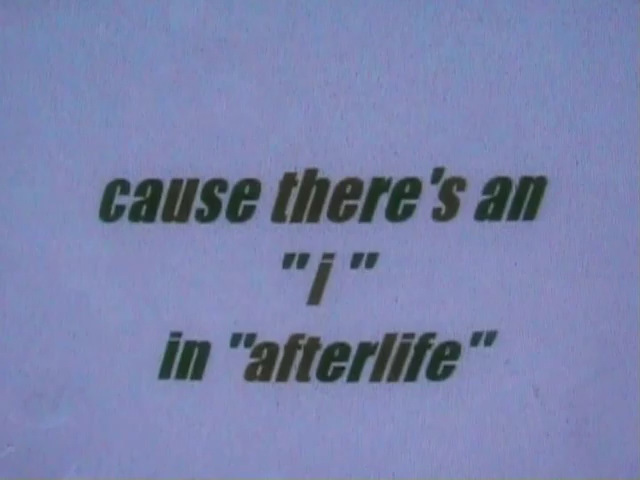 cause there's an
"i "
in "afterlife"